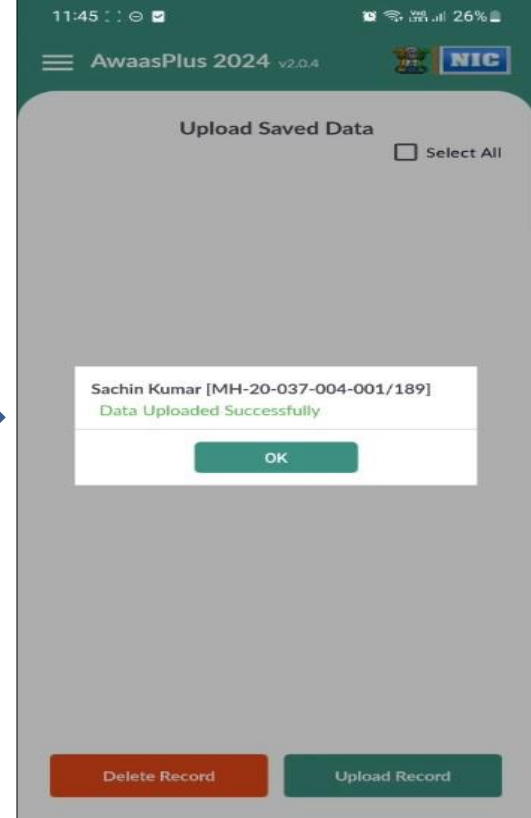 11:45
26%
AwaasPlus 2024 v2.0.4
NIC
Upload Saved Data
Select All
Sachin Kumar [MH-20-037-004-001/189]
Data Uploaded Successfully
OK
Delete Record
Upload Record